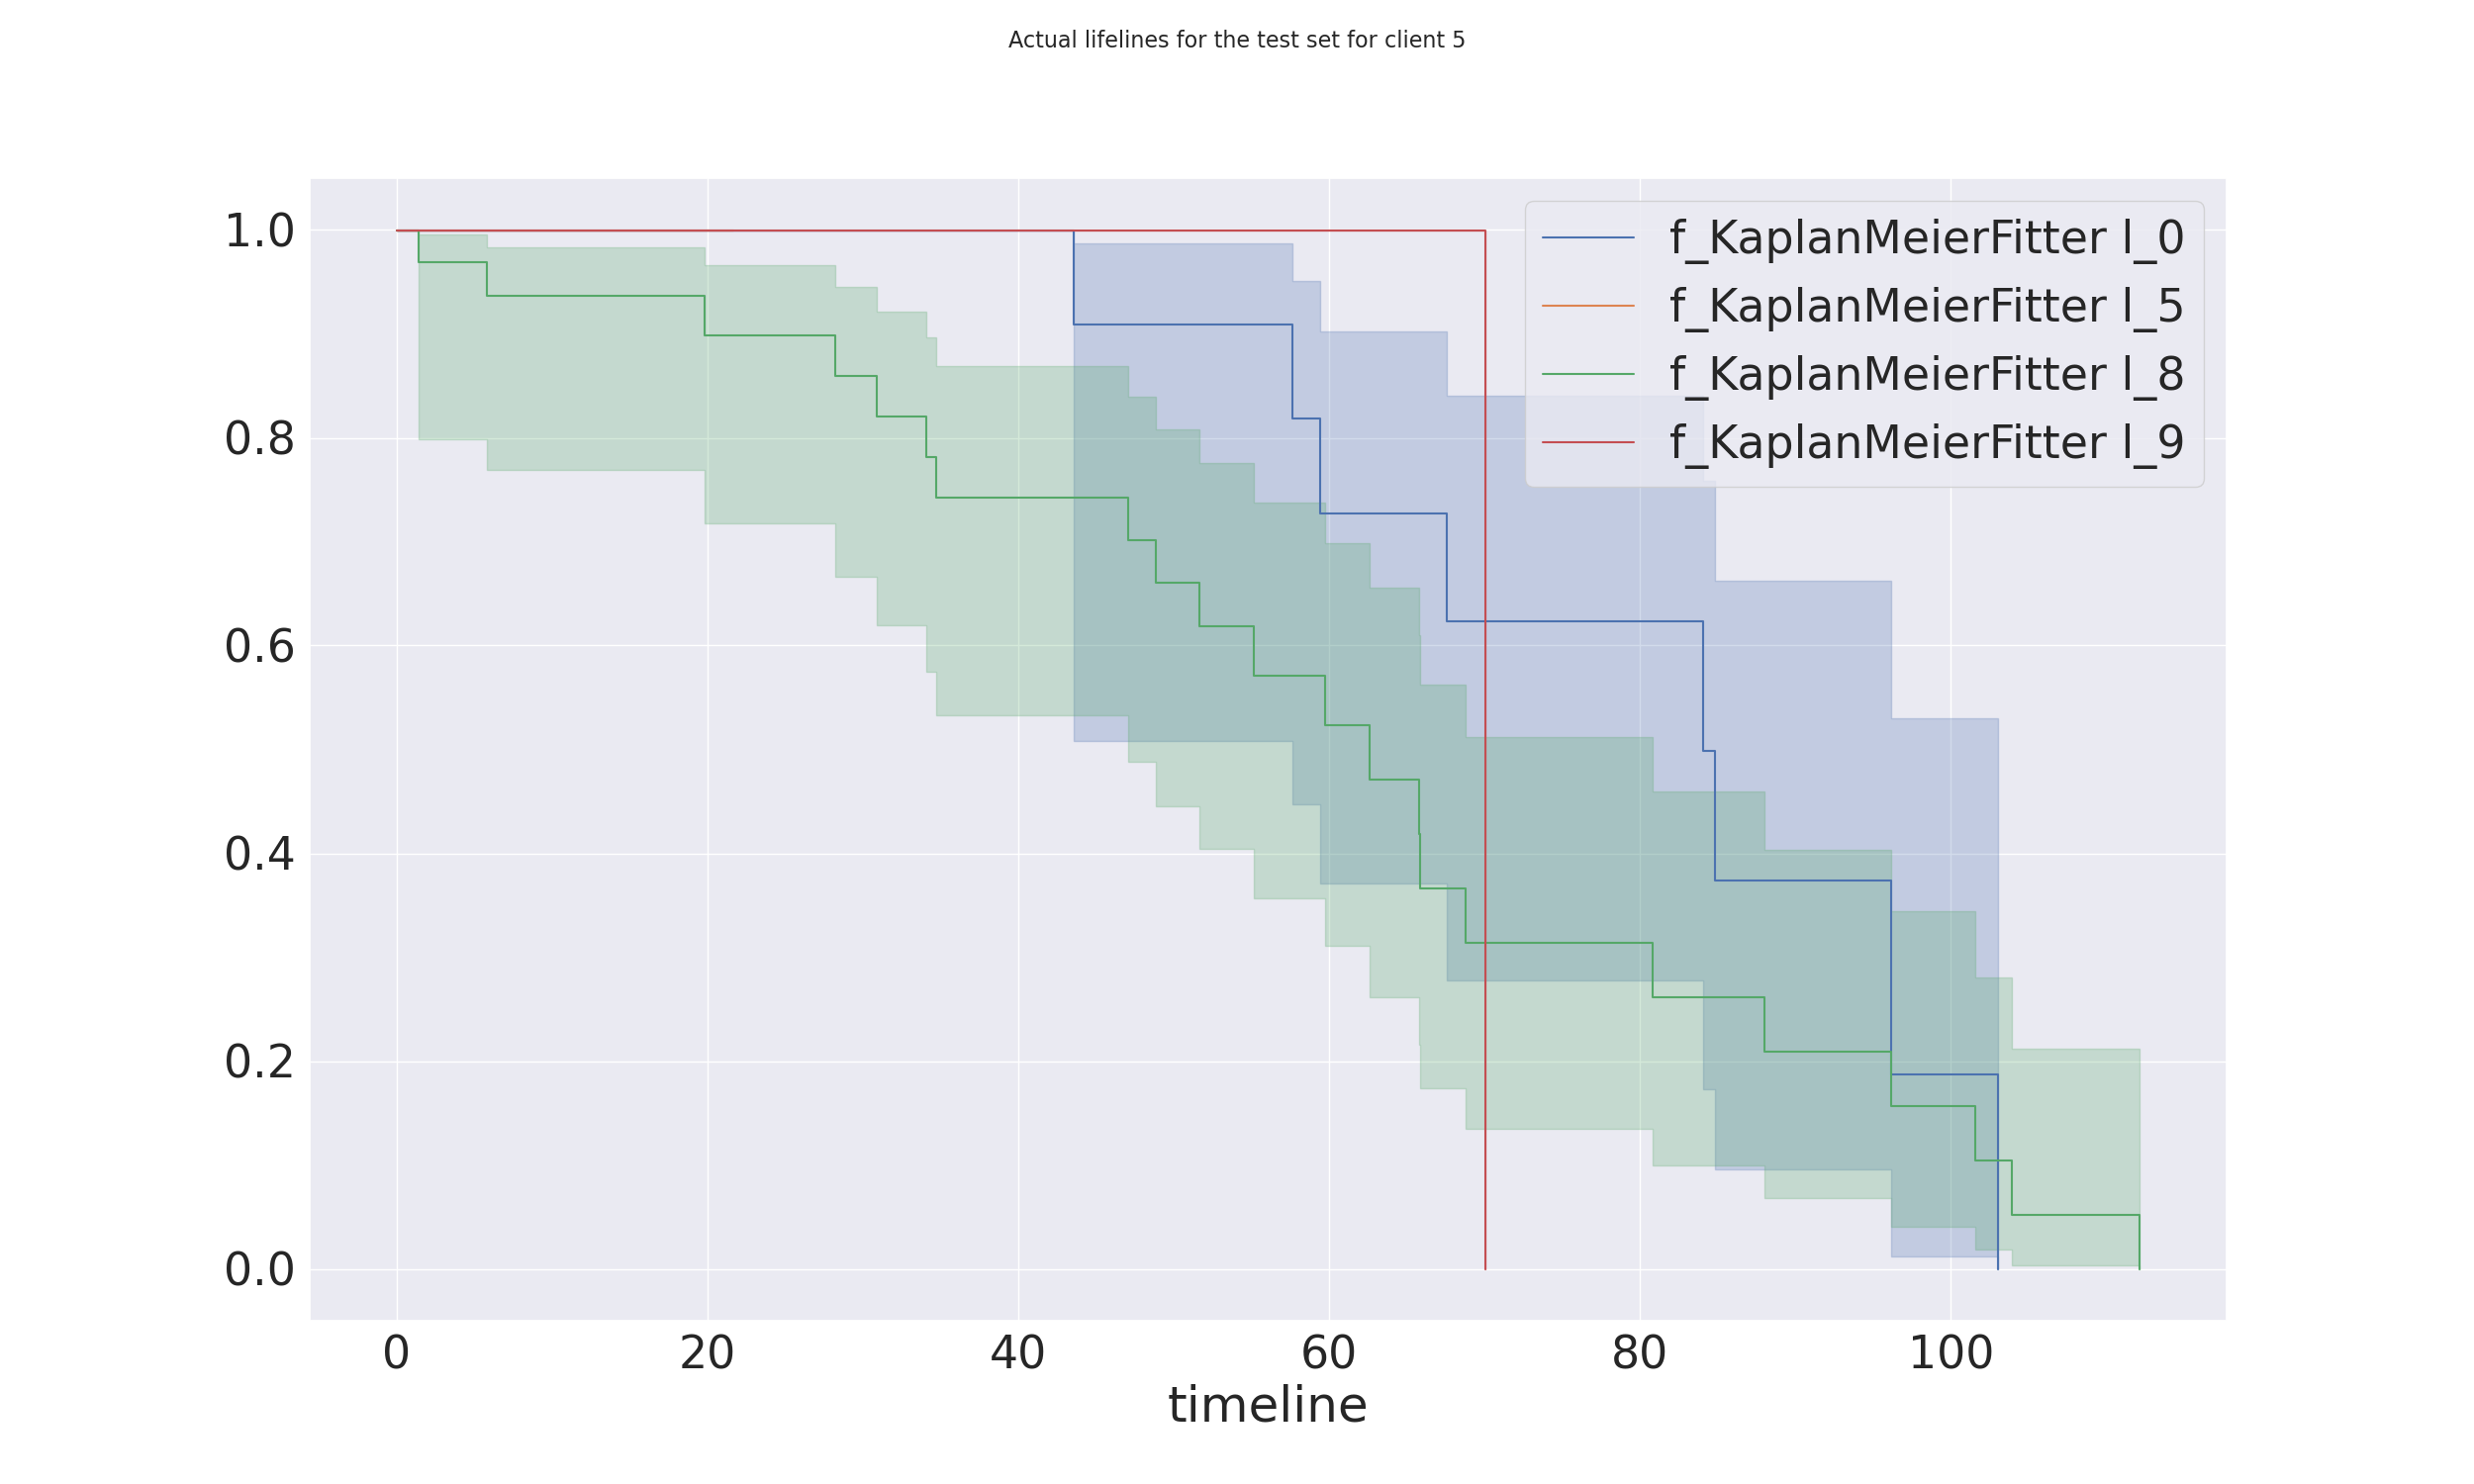 Actual lifelines for the test set for client 5
f_KaplanMeierFitter l_0
f_KaplanMeierFitter l_5
f_KaplanMeierFitter l_8
f_KaplanMeierFitter l_9
1.0
0.8
0.6
0.4
0.2
0.0
0 20 40 60 80 100
timeline